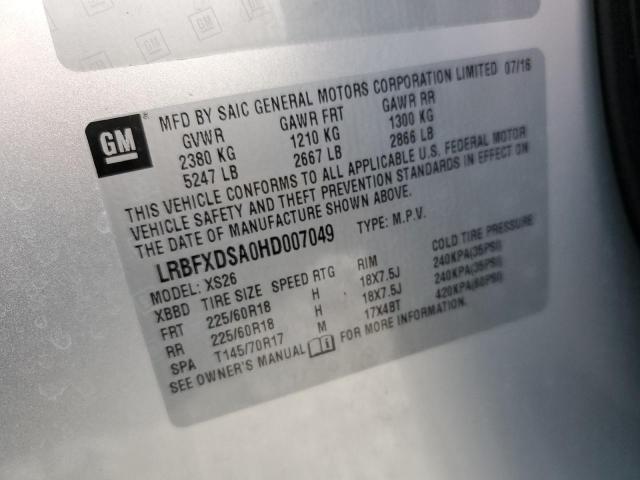 GM
GM
MFD BY SAIC GENERAL MOTORS CORPORATION LIMITED 07/16
GVWR GAWR FRT GAWR RR
2380 KG 1210 KG 1300 KG
5247 LB 2667 LB 2866 LB
THIS VEHICLE CONFORMS TO ALL APPLICABLE U.S. FEDERAL MOTOR
VEHICLE SAFETY AND THEFT PREVENTION STANDARDS IN EFFECT ON
THE DATE OF MANUFACTURE SHOWN ABOVE.
LRBFXDSA0HD007049 TYPE: M.P.V.
MODEL: XS26
XBBD TIRE SIZE SPEED RTG RIM COLD TIRE PRESSURE
FRT 225/60R18 H 18X7.5J 240KPA(35PSI)
RR 225/60R18 H 18X7.5J 240KPA(35PSI)
SPA T145/70R17 M 17X4BT 420KPA(60PSI)
SEE OWNER'S MANUAL FOR MORE INFORMATION.